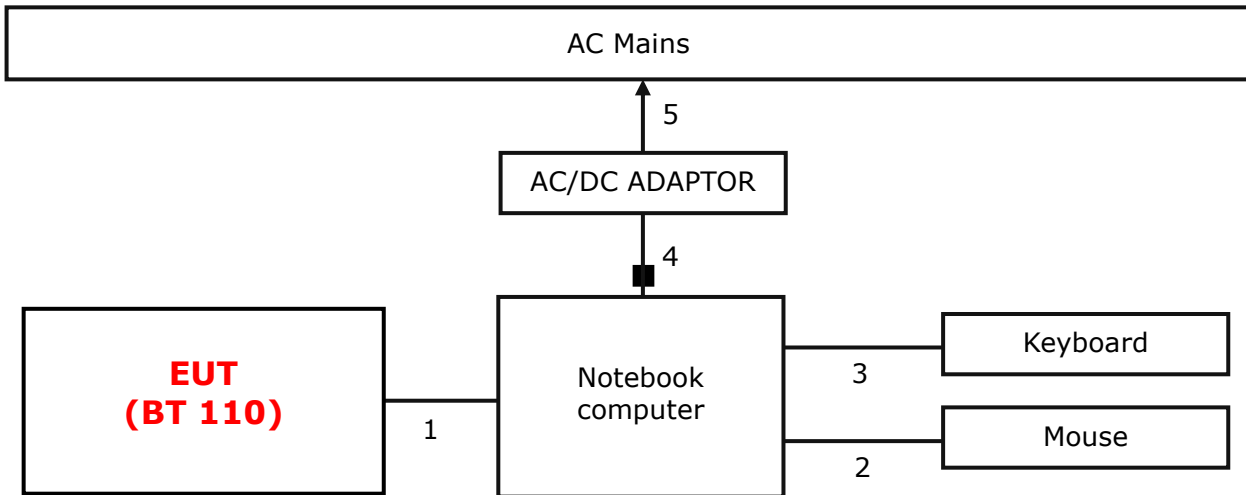 AC Mains
5
AC/DC ADAPTOR
4
EUT
(BT 110)
1
Notebook
computer
3
Keyboard
2
Mouse